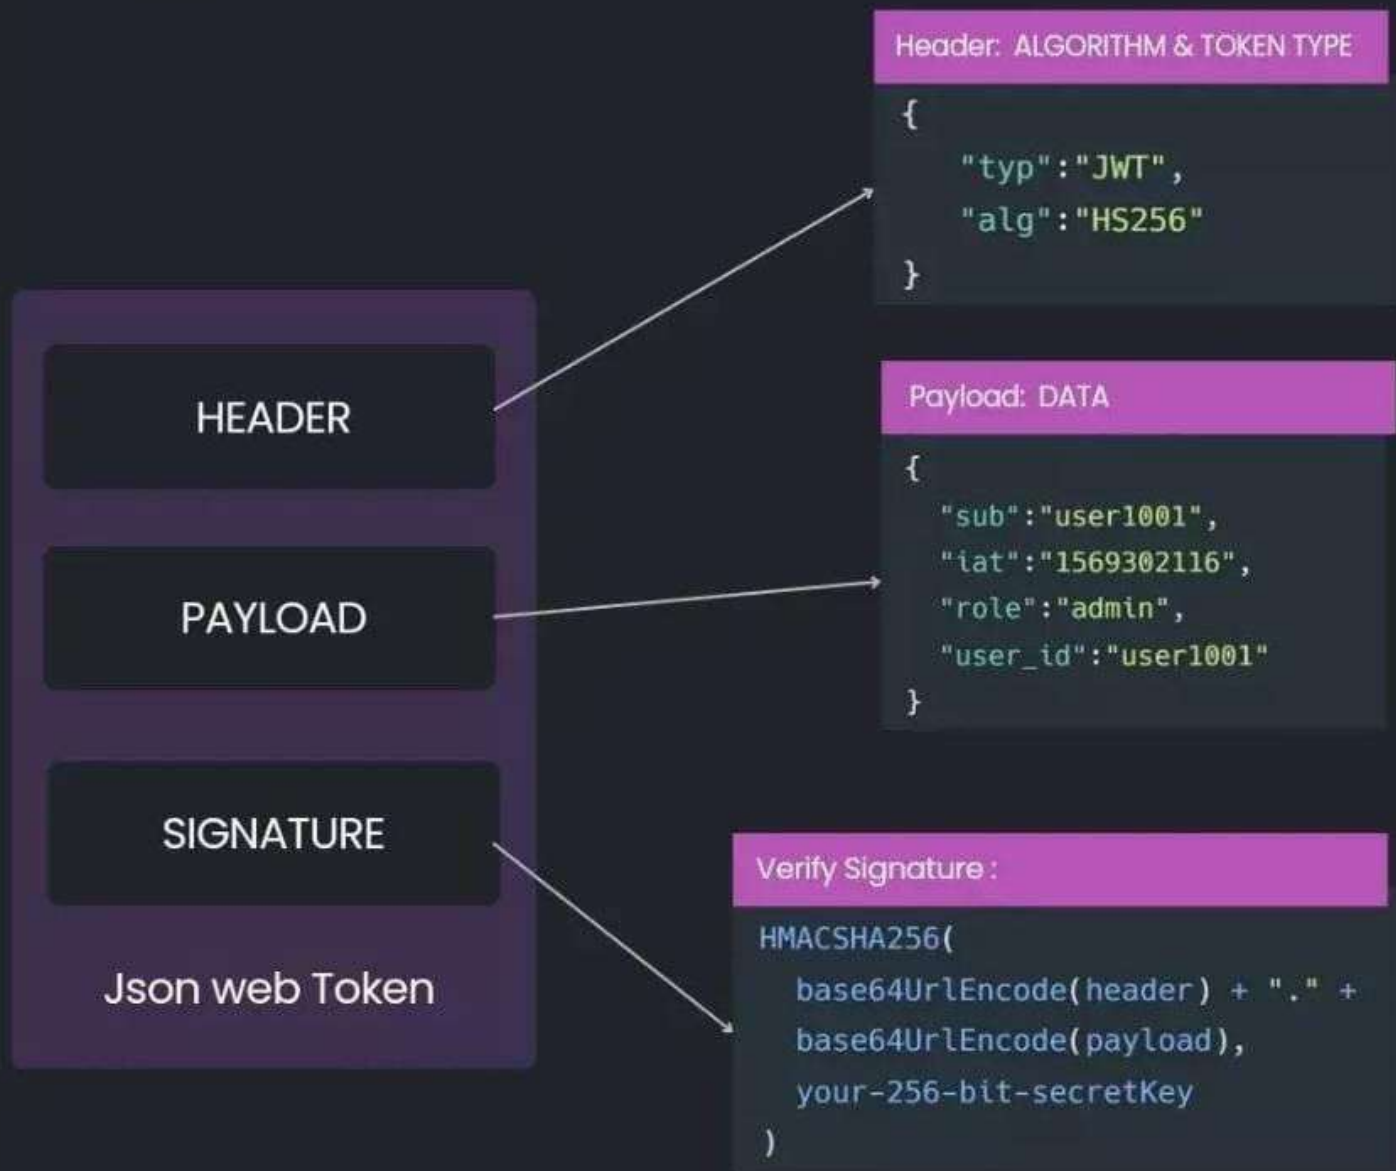 HEADER
PAYLOAD
SIGNATURE
Json web Token
Header: ALGORITHM & TOKEN TYPE
{
"typ":"JWT",
"alg":"HS256"
}
Payload: DATA
{
"sub":"user1001",
"iat":"1569302116",
"role":"admin",
"user_id":"user1001"
}
Verify Signature :
HMACSHA256(
base64UrlEncode(header) + "." +
base64UrlEncode(payload),
your-256-bit-secretKey
)